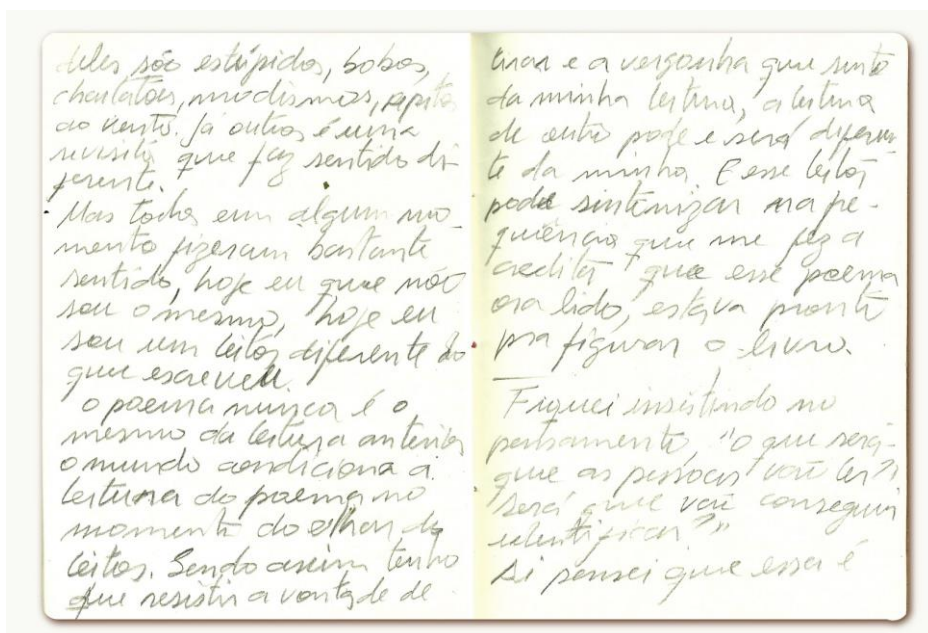 deles, são estúpidos, bobos,
charlatões, modismos, apitos
ao vento. Já outros é uma
revisita que faz sentido di-
ferente.
Mas todos em algum mo-
mento fizeram bastante
sentido, hoje eu que não
sou o mesmo, hoje eu
sou um leitor diferente do
que escreveu.
o poema nunca é o
mesmo da leitura anterior
o mundo condiciona a
leitura do poema no
momento do olhar do
leitor. Sendo assim tenho
que resistir a vontade de
tirar e a vergonha que sinto
da minha leitura, a leitura
de outro pode e será diferen-
te da minha. E esse leitor
pode sintonizar na fre-
quência que me fez a
creditar que esse poema
ora lido, estava pronto
pra figurar o livro.
Fiquei insistindo no
pensamento, "o que será
que as pessoas vão ler?
será que vão conseguir
identificar?"
Aí pensei que essa é